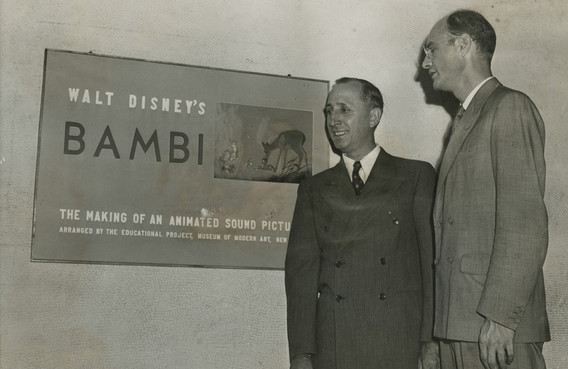 WALT DISNEY'S
BAMBI
THE MAKING OF AN ANIMATED SOUND PICTU
ARRANGED BY THE EDUCATIONAL PROJECT, MUSEUM OF MODERN ART, NEW